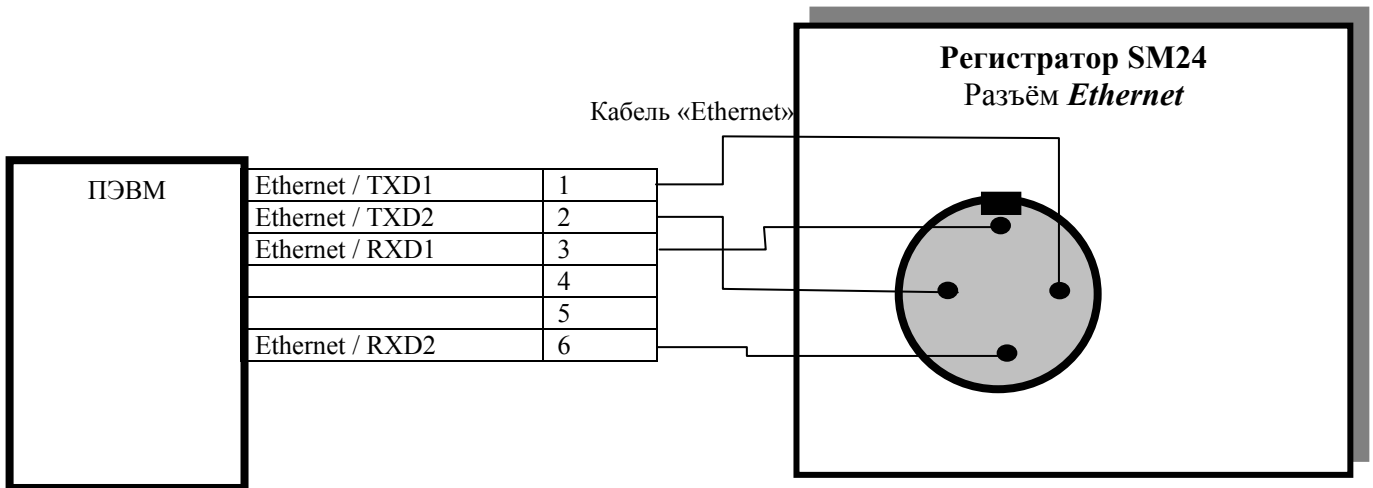 Регистратор SM24
Разъём Ethernet
Кабель «Ethernet»
ПЭВМ
Ethernet / TXD1 1
Ethernet / TXD2 2
Ethernet / RXD1 3
4
5
Ethernet / RXD2 6